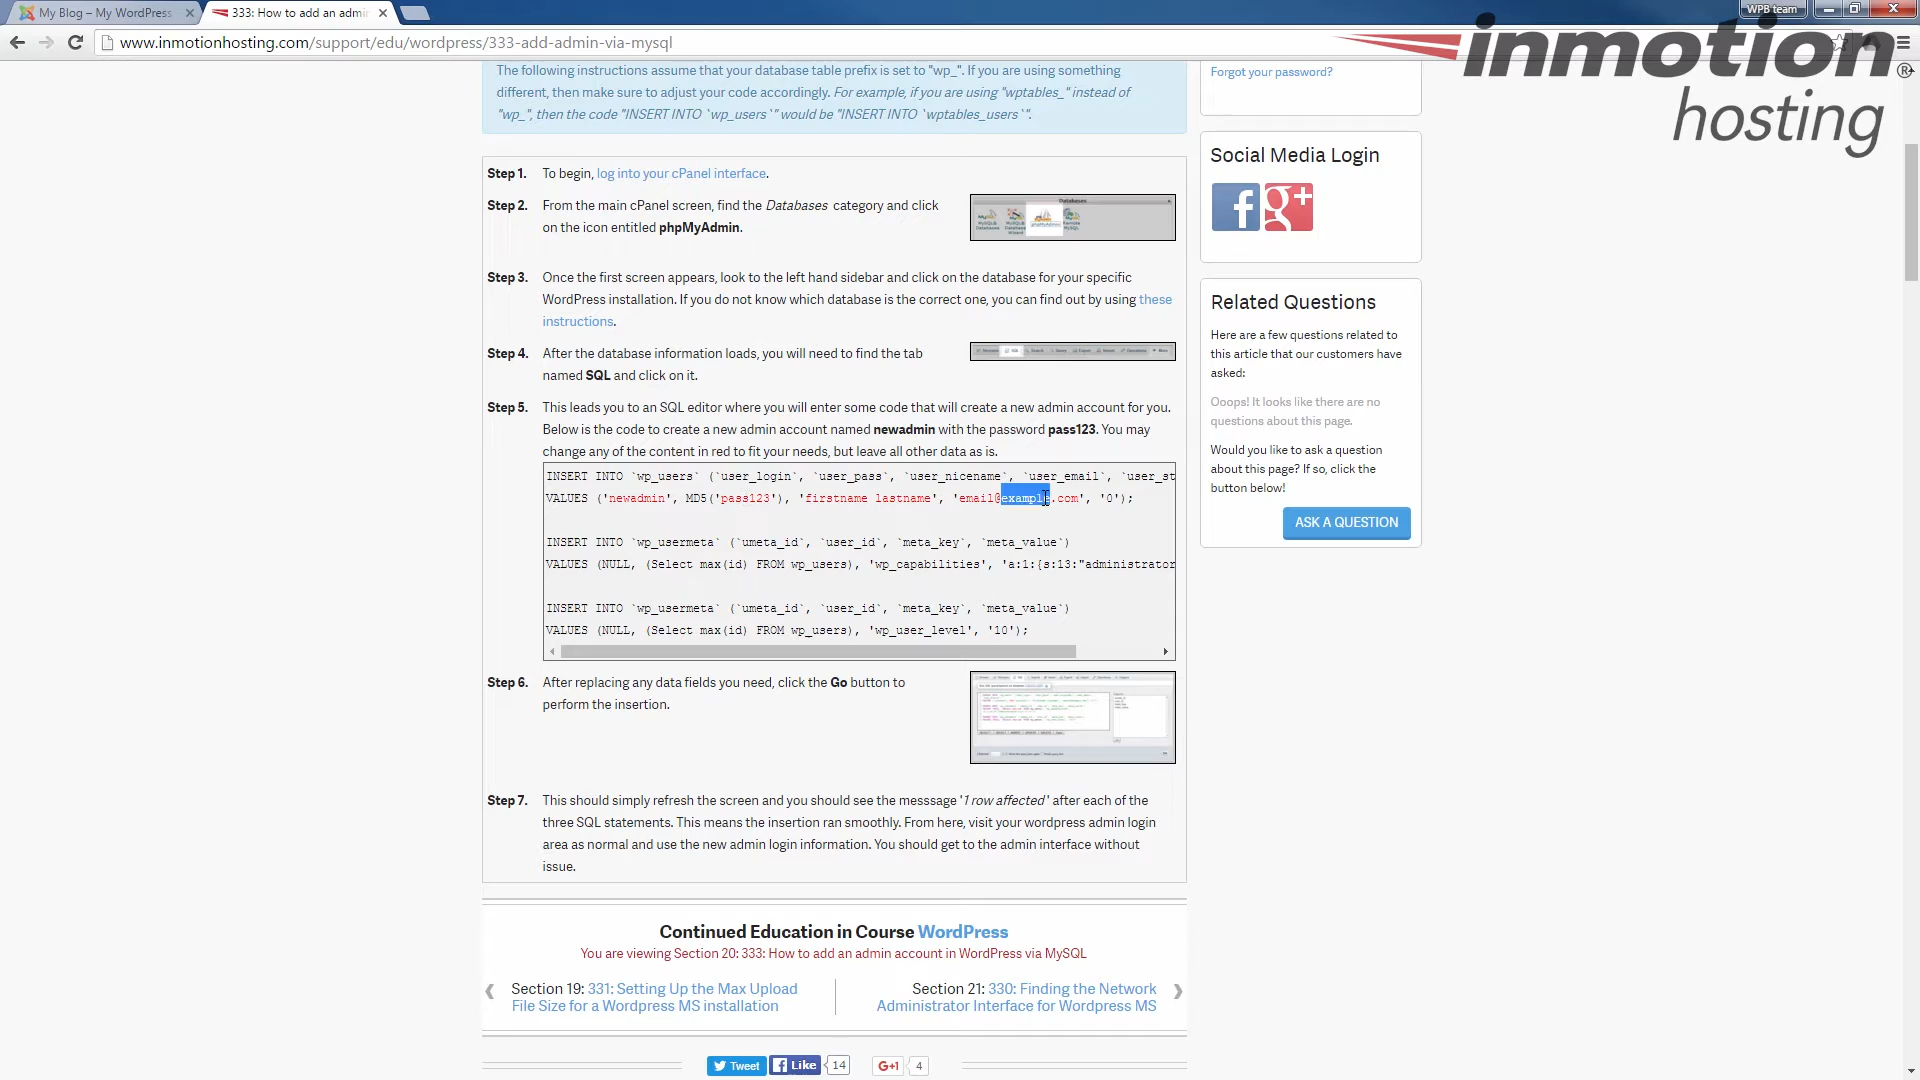 My Blog – My WordPress
333: How to add an admin
WPB team
www.inmotionhosting.com/support/edu/wordpress/333-add-admin-via-mysql
inmotion
hosting
The following instructions assume that your database table prefix is set to "wp_". If you are using something
different, then make sure to adjust your code accordingly. For example, if you are using "wptables_" instead of
"wp_", then the code "INSERT INTO `wp_users`" would be "INSERT INTO `wptables_users`".
Forgot your password?
Step 1. To begin, log into your cPanel interface.
Step 2. From the main cPanel screen, find the Databases category and click
on the icon entitled phpMyAdmin.
Databases
Step 3. Once the first screen appears, look to the left hand sidebar and click on the database for your specific
WordPress installation. If you do not know which database is the correct one, you can find out by using these
instructions.
Step 4. After the database information loads, you will need to find the tab
named SQL and click on it.
Step 5. This leads you to an SQL editor where you will enter some code that will create a new admin account for you.
Below is the code to create a new admin account named newadmin with the password pass123. You may
change any of the content in red to fit your needs, but leave all other data as is.
INSERT INTO `wp_users` (`user_login`, `user_pass`, `user_nicename`, `user_email`, `user_st
VALUES ('newadmin', MD5('pass123'), 'firstname lastname', 'email@example.com', '0');
INSERT INTO `wp_usermeta` (`umeta_id`, `user_id`, `meta_key`, `meta_value`)
VALUES (NULL, (Select max(id) FROM wp_users), 'wp_capabilities', 'a:1:{s:13:"administrator
INSERT INTO `wp_usermeta` (`umeta_id`, `user_id`, `meta_key`, `meta_value`)
VALUES (NULL, (Select max(id) FROM wp_users), 'wp_user_level', '10');
Step 6. After replacing any data fields you need, click the Go button to
perform the insertion.
Step 7. This should simply refresh the screen and you should see the messsage '1 row affected' after each of the
three SQL statements. This means the insertion ran smoothly. From here, visit your wordpress admin login
area as normal and use the new admin login information. You should get to the admin interface without
issue.
Social Media Login
f
g+
Related Questions
Here are a few questions related to
this article that our customers have
asked:
Ooops! It looks like there are no
questions about this page.
Would you like to ask a question
about this page? If so, click the
button below!
ASK A QUESTION
Continued Education in Course WordPress
You are viewing Section 20: 333: How to add an admin account in WordPress via MySQL
Section 19: 331: Setting Up the Max Upload
File Size for a Wordpress MS installation
Section 21: 330: Finding the Network
Administrator Interface for Wordpress MS
Tweet
Like
14
G+1
4